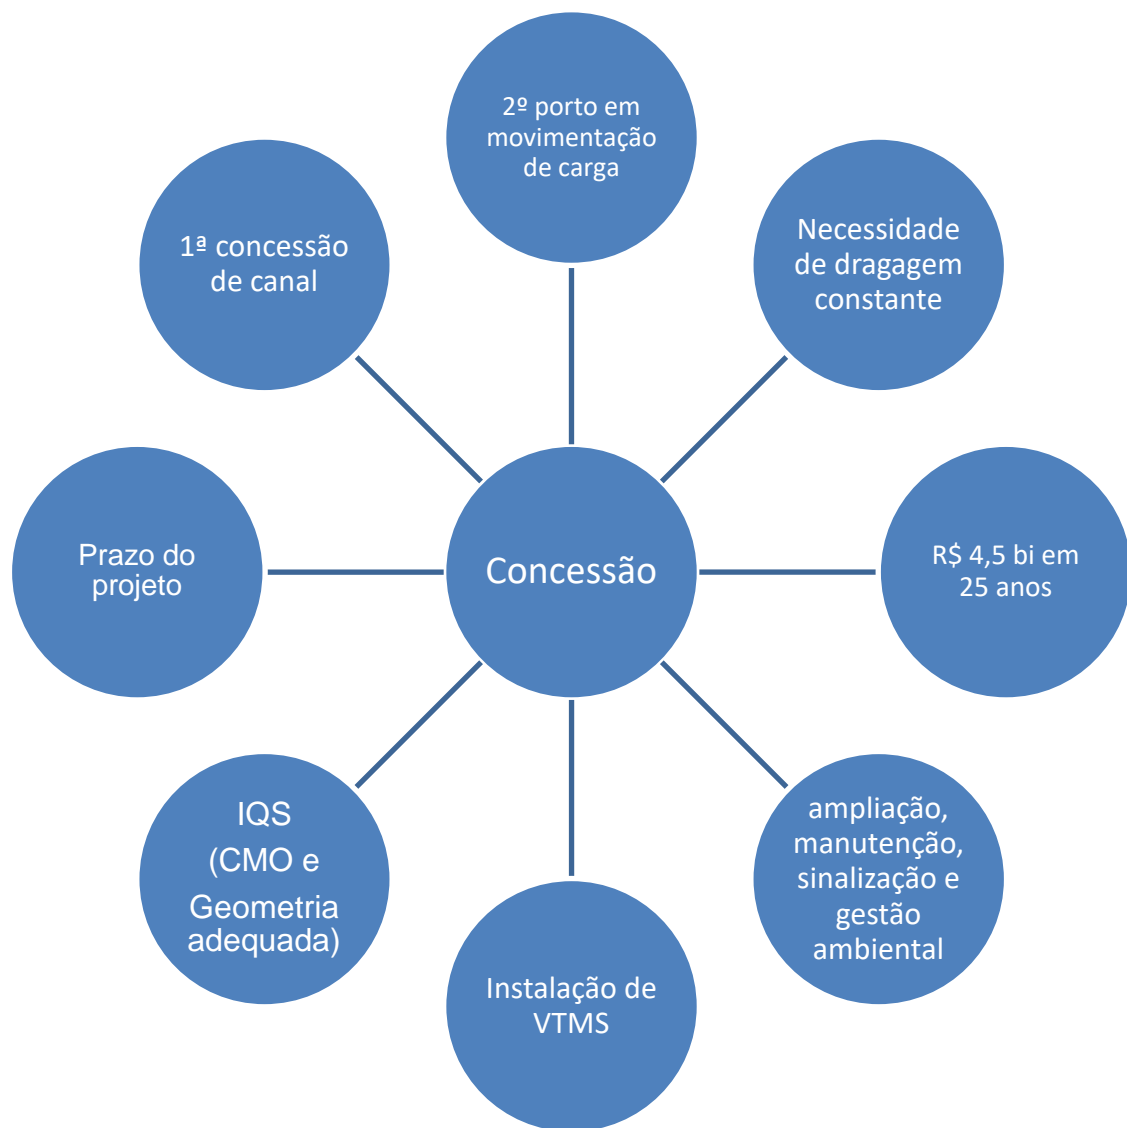 2º porto em
movimentação
de carga
1ª concessão
de canal
Necessidade
de dragagem
constante
Prazo do
projeto
Concessão
R$ 4,5 bi em
25 anos
IQS
(CMO e
Geometria
adequada)
ampliação,
manutenção,
sinalização e
gestão
ambiental
Instalação de
VTMS